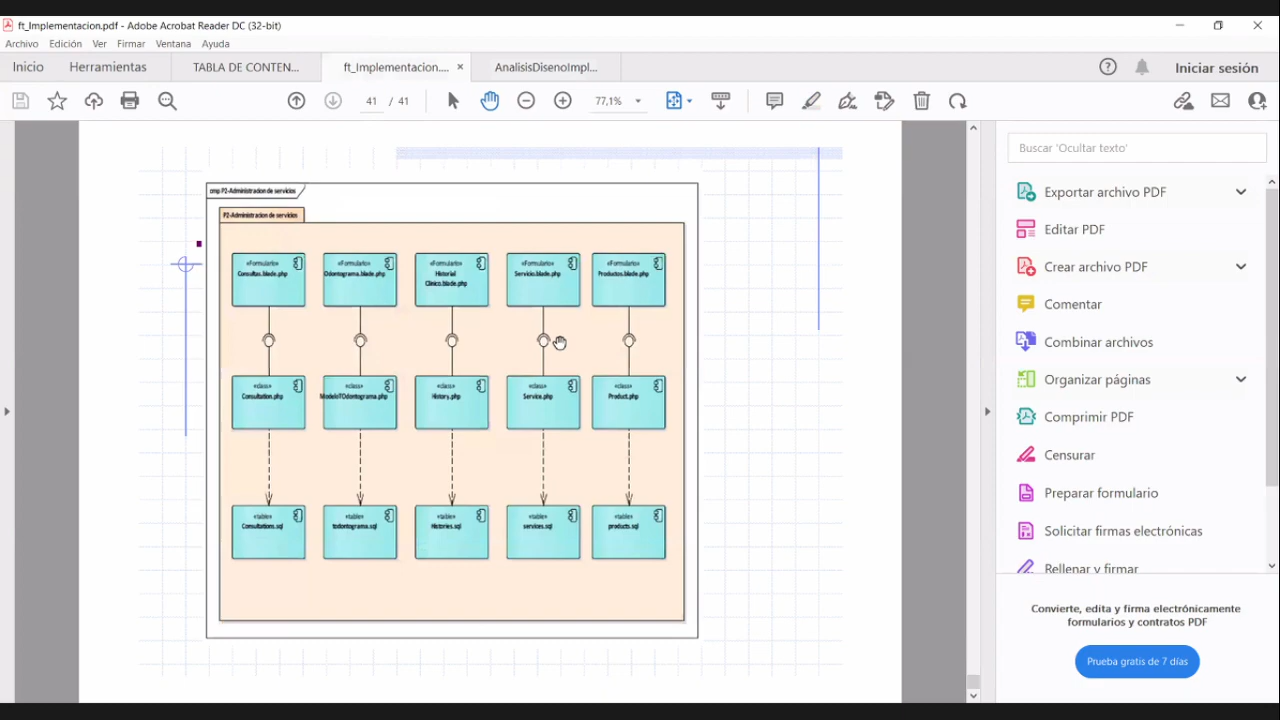 ft_Implementacion.pdf - Adobe Acrobat Reader DC (32-bit)
Archivo Edición Ver Firmar Ventana Ayuda
Inicio Herramientas TABLA DE CONTEN... ft_Implementacion.... × AnalisisDisenoImpl... Iniciar sesión
41 / 41 77,1%
Buscar 'Ocultar texto'
Exportar archivo PDF
Editar PDF
Crear archivo PDF
Comentar
Combinar archivos
Organizar páginas
Comprimir PDF
Censurar
Preparar formulario
Solicitar firmas electrónicas
Rellenar y firmar
Convierte, edita y firma electrónicamente
formularios y contratos PDF
Prueba gratis de 7 días
cmp P2-Administracion de servicios
P2-Administracion de servicios
«Formulario» «Formulario» «Formulario» «Formulario» «Formulario»
Consultas.blade.php Odontograma.blade.php Historial Servicio.blade.php Productos.blade.php
Clinico.blade.php
«class» «class» «class» «class» «class»
Consultation.php ModeloTOdontograma.php History.php Service.php Product.php
«table» «table» «table» «table» «table»
Consultations.sql todontograma.sql Histories.sql services.sql products.sql